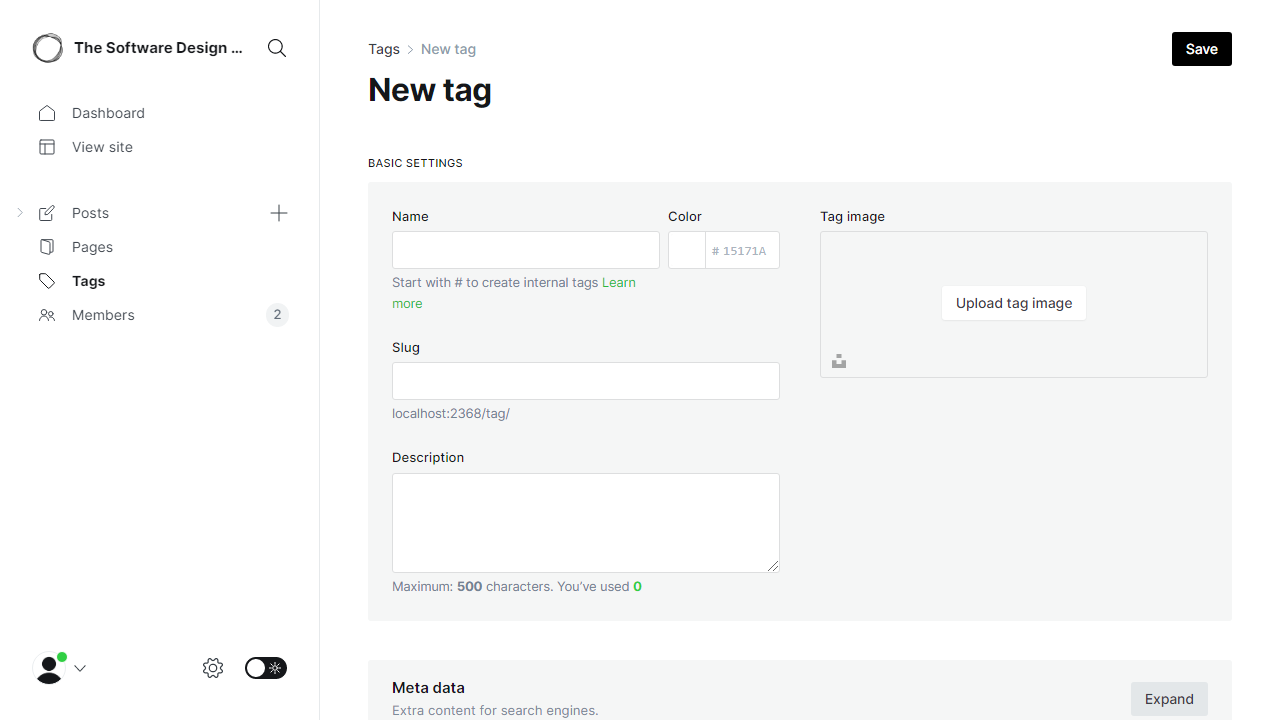 The Software Design ...
Dashboard
View site
Posts
Pages
Tags
Members 2
Tags > New tag
Save
New tag
BASIC SETTINGS
Name
Color
# 15171A
Start with # to create internal tags Learn
more
Slug
localhost:2368/tag/
Description
Maximum: 500 characters. You’ve used 0
Tag image
Upload tag image
Meta data
Extra content for search engines.
Expand